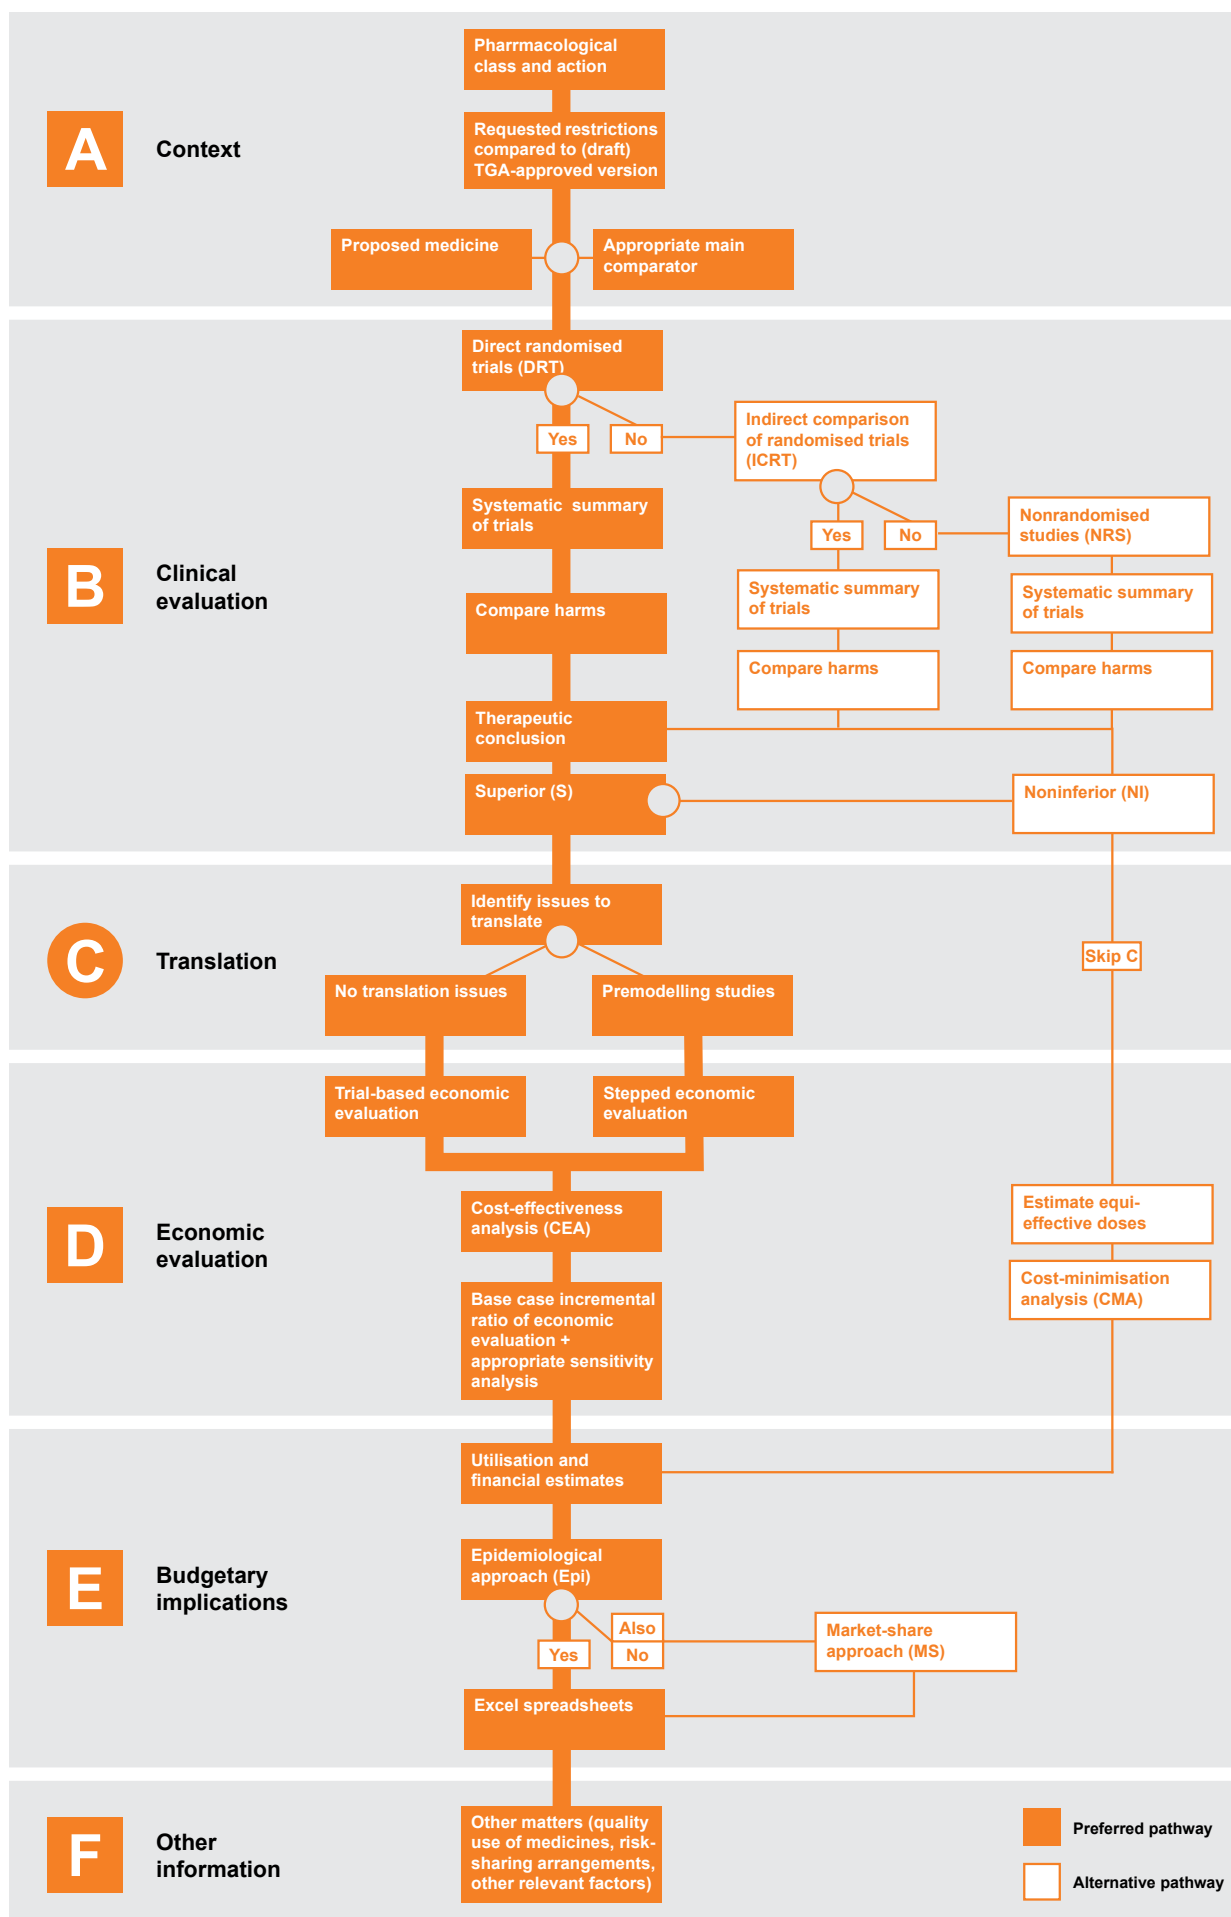 Pharrmacological
class and action
A
Context
Requested restrictions
compared to (draft)
TGA-approved version
Proposed medicine
Appropriate main
comparator
Direct randomised
trials (DRT)
Yes
No
Indirect comparison
of randomised trials
(ICRT)
Yes
No
Nonrandomised
studies (NRS)
Systematic summary
of trials
B
Clinical
evaluation
Systematic summary
of trials
Systematic summary
of trials
Compare harms
Compare harms
Compare harms
Therapeutic
conclusion
Superior (S)
Noninferior (NI)
C
Translation
Identify issues to
translate
Skip C
No translation issues
Premodelling studies
Trial-based economic
evaluation
Stepped economic
evaluation
D
Economic
evaluation
Cost-effectiveness
analysis (CEA)
Estimate equi-
effective doses
Cost-minimisation
analysis (CMA)
Base case incremental
ratio of economic
evaluation +
appropriate sensitivity
analysis
Utilisation and
financial estimates
E
Budgetary
implications
Epidemiological
approach (Epi)
Also
Yes
No
Market-share
approach (MS)
Excel spreadsheets
F
Other
information
Other matters (quality
use of medicines, risk-
sharing arrangements,
other relevant factors)
Preferred pathway
Alternative pathway